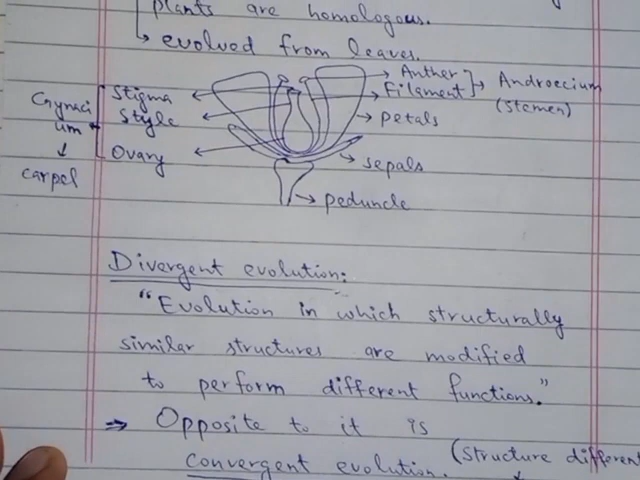 plants are homologous.
↳ evolved from leaves.
Stigma
Style
Ovary
Gynaci
um
↓
carpel
Anther
Filament
Androecium
(Stemen)
petals
sepals
peduncle
Divergent evolution:
"Evolution in which structurally
similar structures are modified
to perform different functions."
⇒ Opposite to it is
convergent evolution. (structure different